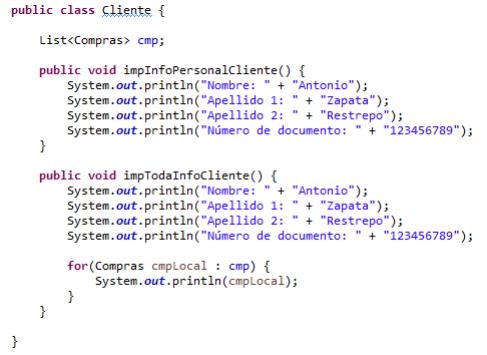 public class Cliente {
List<Compras> cmp;
public void impInfoPersonalCliente() {
System.out.println("Nombre: " + "Antonio");
System.out.println("Apellido 1: " + "Zapata");
System.out.println("Apellido 2: " + "Restrepo");
System.out.println("Número de documento: " + "123456789");
}
public void impTodaInfoCliente() {
System.out.println("Nombre: " + "Antonio");
System.out.println("Apellido 1: " + "Zapata");
System.out.println("Apellido 2: " + "Restrepo");
System.out.println("Número de documento: " + "123456789");
for(Compras cmpLocal : cmp) {
System.out.println(cmpLocal);
}
}
}